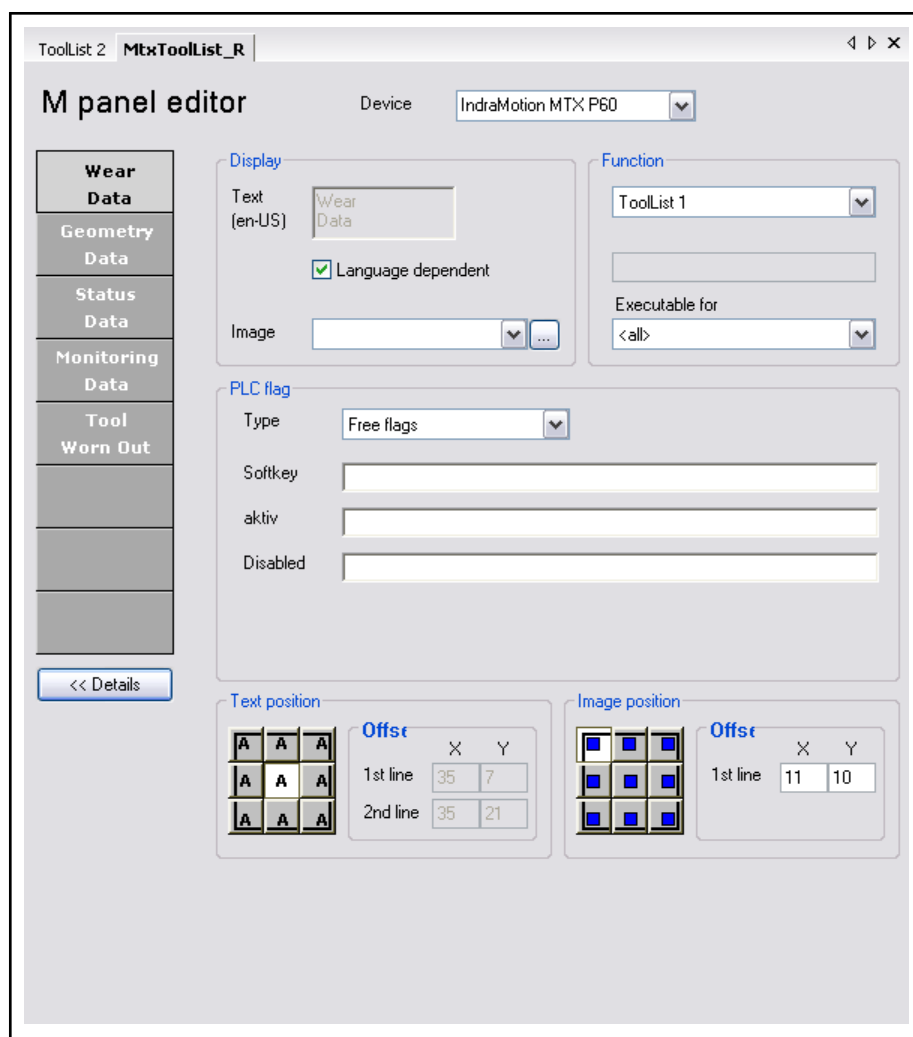 ToolList 2 MtxToolList_R
M panel editor
Device IndraMotion MTX P60
Wear
Data
Geometry
Data
Status
Data
Monitoring
Data
Tool
Worn Out
<< Details
Display
Text
(en-US)
Wear
Data
Language dependent
Image
...
Function
ToolList 1
Executable for
<all>
PLC flag
Type Free flags
Softkey
aktiv
Disabled
Text position
A A A
A A A
A A A
Offse
X Y
1st line 35 7
2nd line 35 21
Image position
Offse
X Y
1st line 11 10